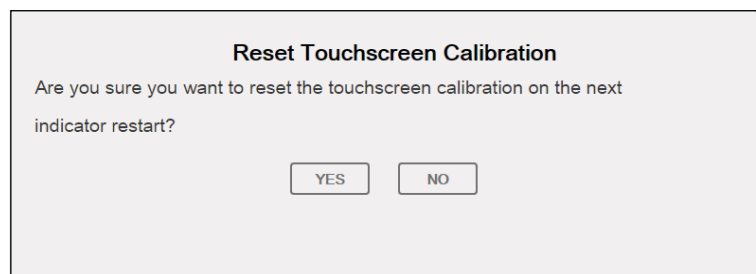 Reset Touchscreen Calibration
Are you sure you want to reset the touchscreen calibration on the next
indicator restart?
YES NO